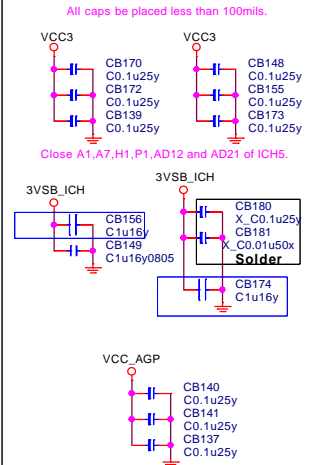 All caps be placed less than 100mils.
VCC3
CB170
C0.1u25y
CB172
C0.1u25y
CB139
C0.1u25y
VCC3
CB148
C0.1u25y
CB155
C0.1u25y
CB173
C0.1u25y
Close A1,A7,H1,P1,AD12 and AD21 of ICH5.
3VSB_ICH
CB156
C1u16y
CB149
C1u16y0805
3VSB_ICH
CB180
X_C0.1u25y
CB181
X_C0.01u50x
Solder
CB174
C1u16y
VCC_AGP
CB140
C0.1u25y
CB141
C0.1u25y
CB137
C0.1u25y